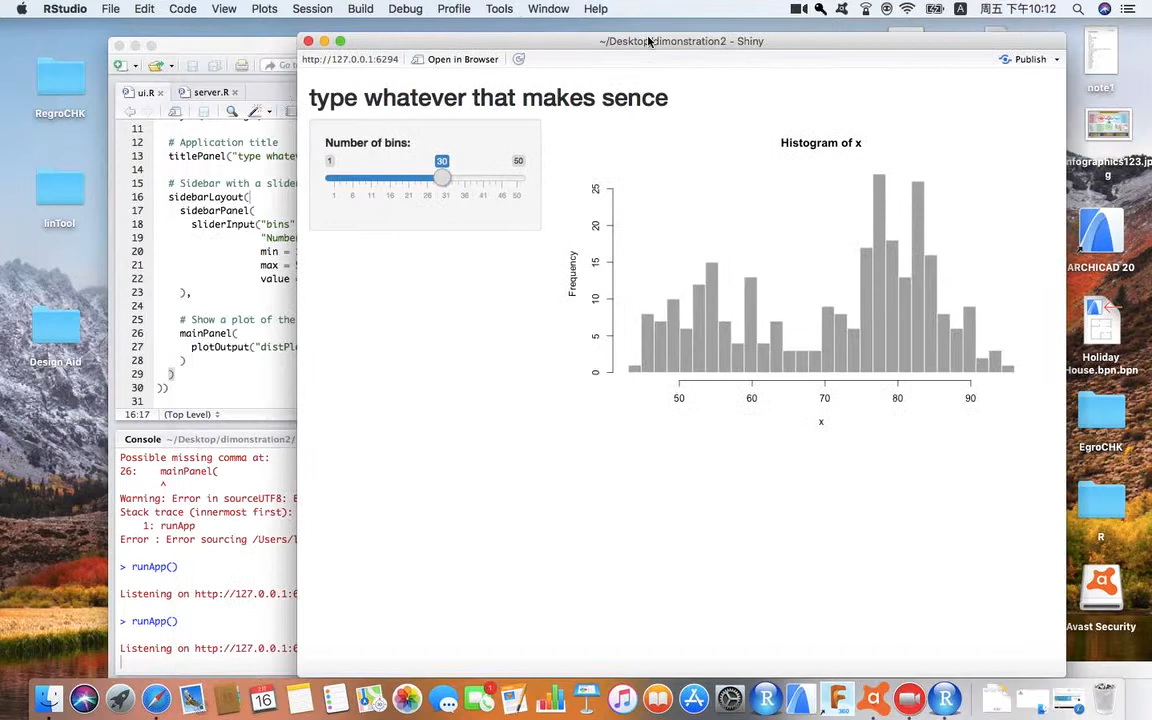 RStudio File Edit Code View Plots Session Build Debug Profile Tools Window Help
A 周五 下午10:12
RegroCHK
linTool
Design Aid
ui.R × server.R ×
11
12 # Application title
13 titlePanel("type whatev
14
15 # Sidebar with a slider
16 sidebarLayout(
17 sidebarPanel(
18 sliderInput("bins"
19 "Numbe
20 min =
21 max =
22 value =
23 ),
24
25 # Show a plot of the
26 mainPanel(
27 plotOutput("distPl
28 )
29 )
30 ))
31
16:17 (Top Level)
Console ~/Desktop/dimonstration2/
Possible missing comma at:
26: mainPanel(
^
Warning: Error in sourceUTF8: E
Stack trace (innermost first):
1: runApp
Error : Error sourcing /Users/l
> runApp()
Listening on http://127.0.0.1:6
> runApp()
Listening on http://127.0.0.1:6
~/Desktop/dimonstration2 - Shiny
http://127.0.0.1:6294 Open in Browser Publish
type whatever that makes sence
Number of bins:
1 30 50
1 6 11 16 21 26 31 36 41 46 50
Histogram of x
Frequency
25
20
15
10
5
0
50 60 70 80 90
x
note1
nfographics123.jp
g
ARCHICAD 20
Holiday
House.bpn.bpn
EgroCHK
R
Avast Security
16
1
360